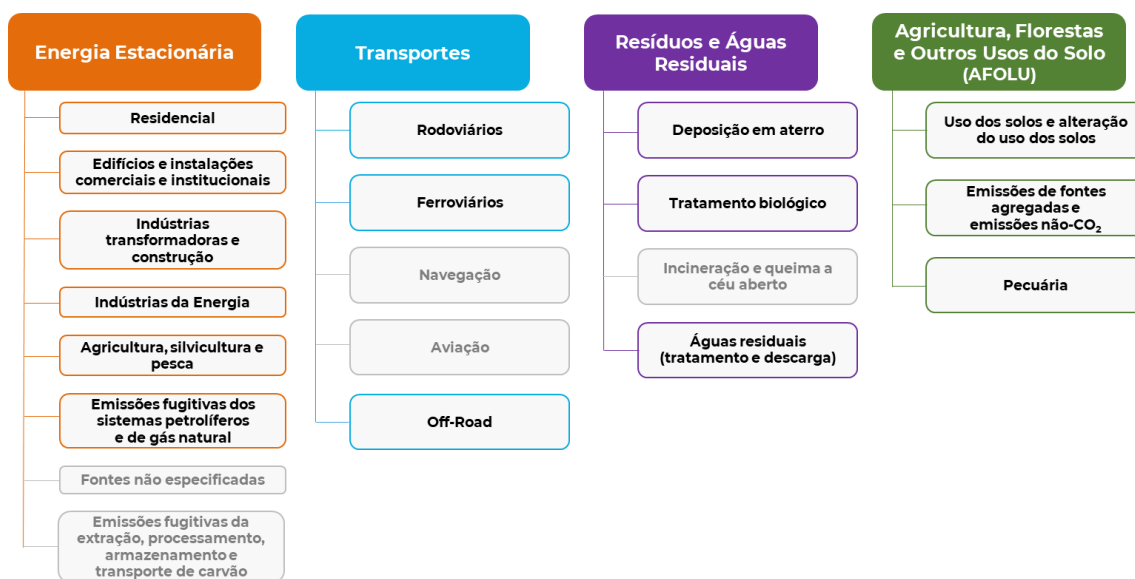 Energia Estacionária
Residencial
Edifícios e instalações
comerciais e institucionais
Indústrias
transformadoras e
construção
Indústrias da Energia
Agricultura, silvicultura e
pesca
Emissões fugitivas dos
sistemas petrolíferos
e de gás natural
Fontes não especificadas
Emissões fugitivas da
extração, processamento,
armazenamento e
transporte de carvão
Transportes
Rodoviários
Ferroviários
Navegação
Aviação
Off-Road
Resíduos e Águas
Residuais
Deposição em aterro
Tratamento biológico
Incineração e queima a
céu aberto
Águas residuais
(tratamento e descarga)
Agricultura, Florestas
e Outros Usos do Solo
(AFOLU)
Uso dos solos e alteração
do uso dos solos
Emissões de fontes
agregadas e
emissões não-CO₂
Pecuária